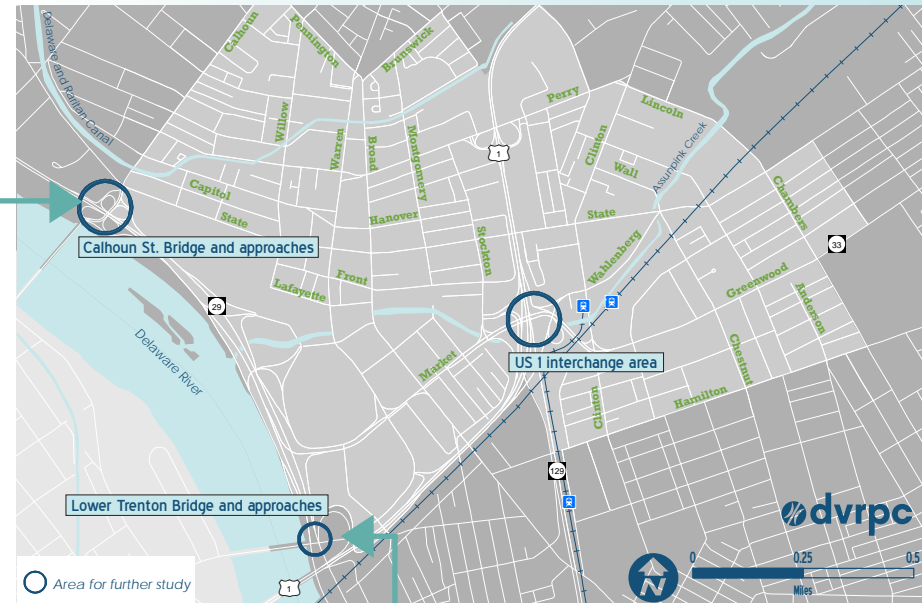 Delaware and Raritan Canal
Calhoun
Pennington
Brunswick
Perry
Lincoln
Willow
Warren
Broad
Montgomery
1
Clinton
Wall
Assunpink Creek
Chambers
Capitol
State
Hanover
State
Calhoun St. Bridge and approaches
Stockton
Wahlenberg
33
Front
Lafayette
Greenwood
Anderson
29
Delaware River
Market
US 1 interchange area
Chestnut
Hamilton
Clinton
129
Lower Trenton Bridge and approaches
dvrpc
Area for further study
1
N
0 0.25 0.5
Miles